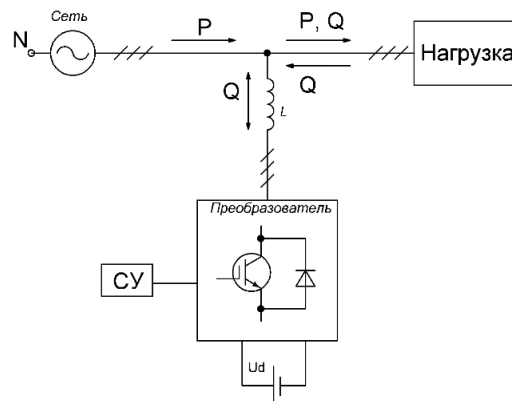 Сеть
N
P
P, Q
Q
Нагрузка
Q
L
Преобразователь
СУ
Ud